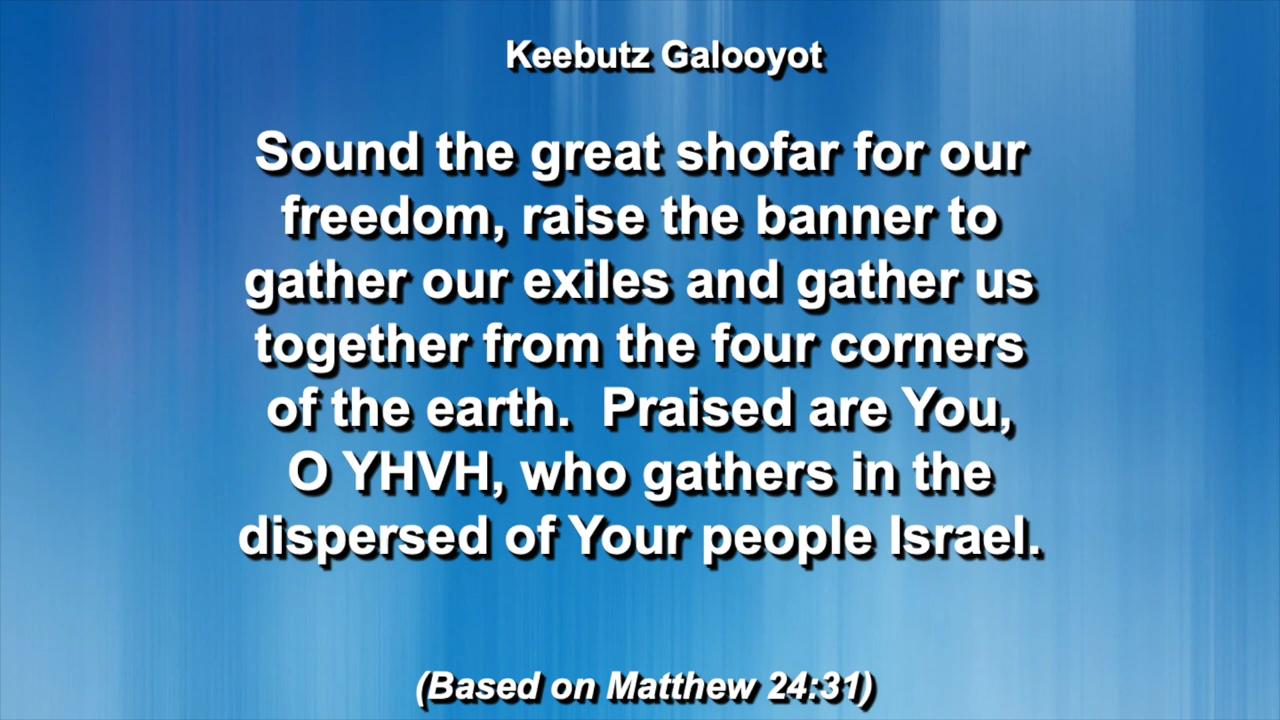 Keebutz Galooyot
Sound the great shofar for our
freedom, raise the banner to
gather our exiles and gather us
together from the four corners
of the earth.  Praised are You,
O YHVH, who gathers in the
dispersed of Your people Israel.
(Based on Matthew 24:31)